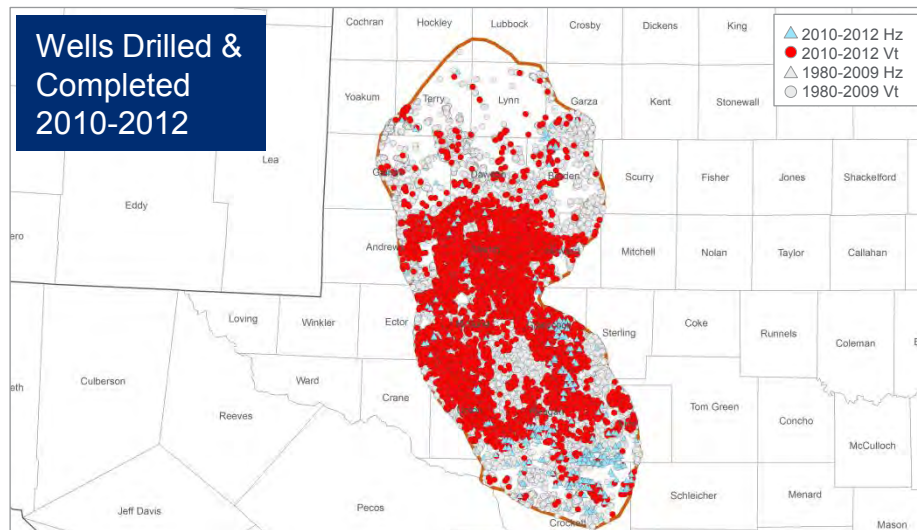 Wells Drilled &
Completed
2010-2012
2010-2012 Hz
2010-2012 Vt
1980-2009 Hz
1980-2009 Vt
Cochran Hockley Lubbock Crosby Dickens King
Yoakum Terry Lynn Garza Kent Stonewall
Lea
Eddy
Scurry Fisher Jones Shackelford
ero
Mitchell Nolan Taylor Callahan
Loving Winkler Ector Sterling Coke Runnels Coleman
eth
Culberson Ward Crane
Reeves Tom Green Concho
McCulloch
Jeff Davis Pecos Crockett Schleicher Menard
Mason